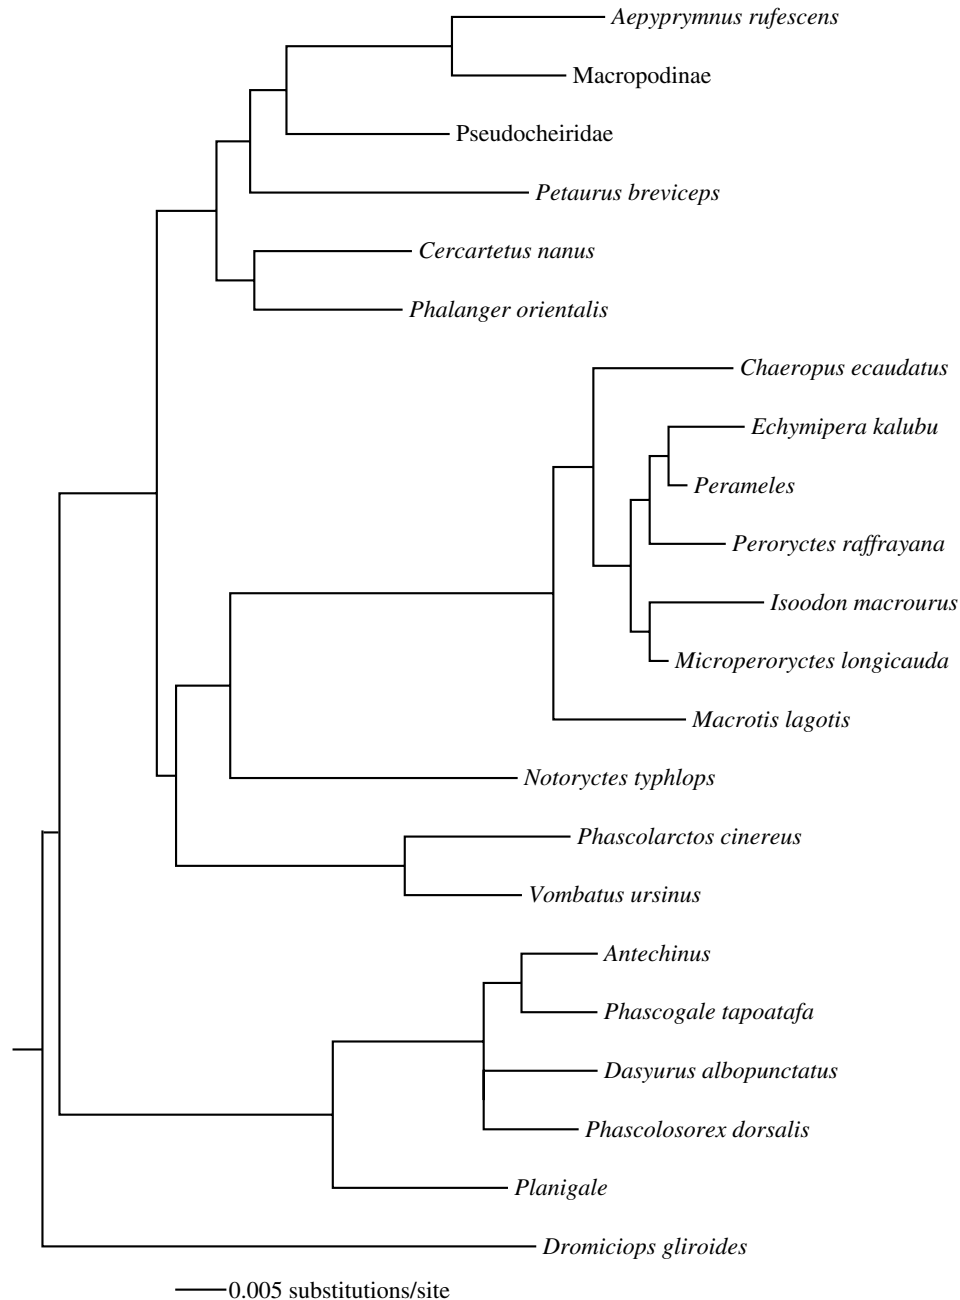 Aepyprymnus rufescens
Macropodinae
Pseudocheiridae
Petaurus breviceps
Cercartetus nanus
Phalanger orientalis
Chaeropus ecaudatus
Echymipera kalubu
Perameles
Peroryctes raffrayana
Isoodon macrourus
Microperoryctes longicauda
Macrotis lagotis
Notoryctes typhlops
Phascolarctos cinereus
Vombatus ursinus
Antechinus
Phascogale tapoatafa
Dasyurus albopunctatus
Phascolosorex dorsalis
Planigale
Dromiciops gliroides
0.005 substitutions/site